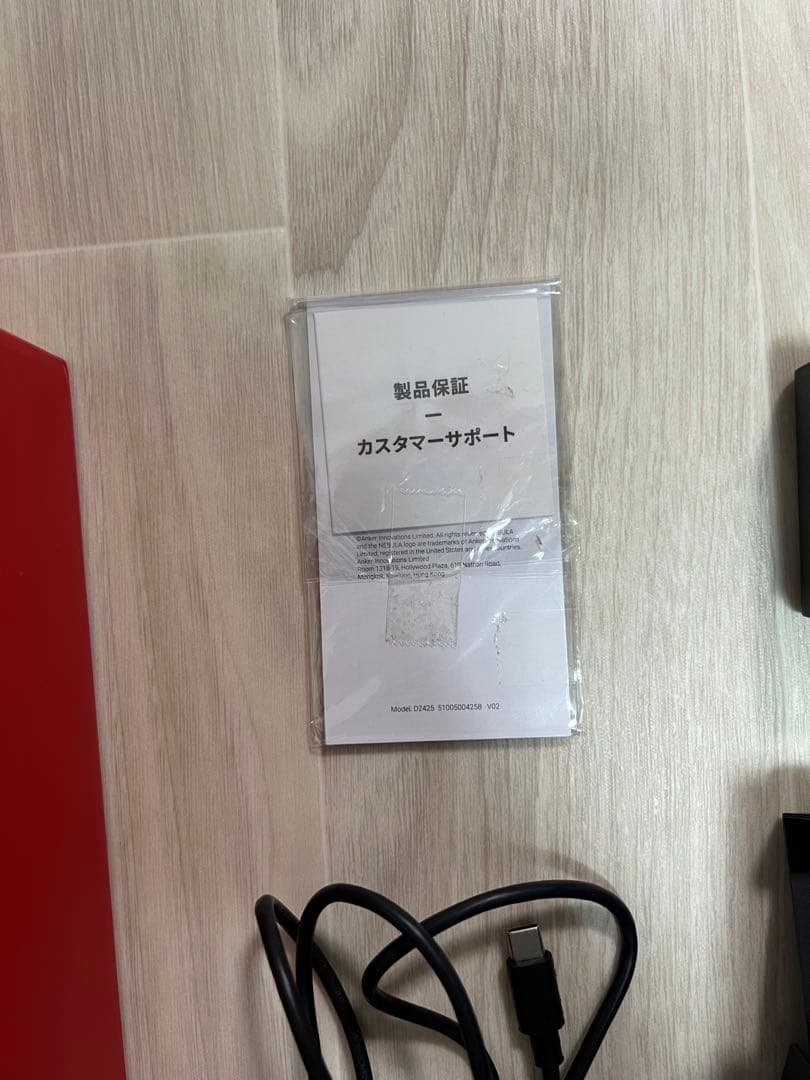 製品保証
カスタマーサポート
©Anker Innovations Limited. All rights reserved. NEBULA
and the NEBULA logo are trademarks of Anker Innovations
Limited, registered in the United States and other countries.
Anker Innovations Limited
Room 1318-19, Hollywood Plaza, 610 Nathan Road,
Mongkok, Kowloon, Hong Kong
Model: D2425 51005004258 V02